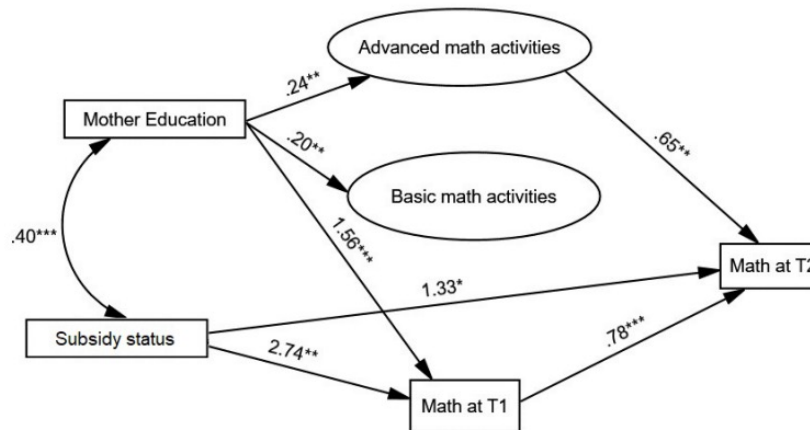 Advanced math activities
.24**
Mother Education
.20**
.65**
Basic math activities
1.56***
.40***
Math at T2
1.33*
Subsidy status
.78***
2.74**
Math at T1